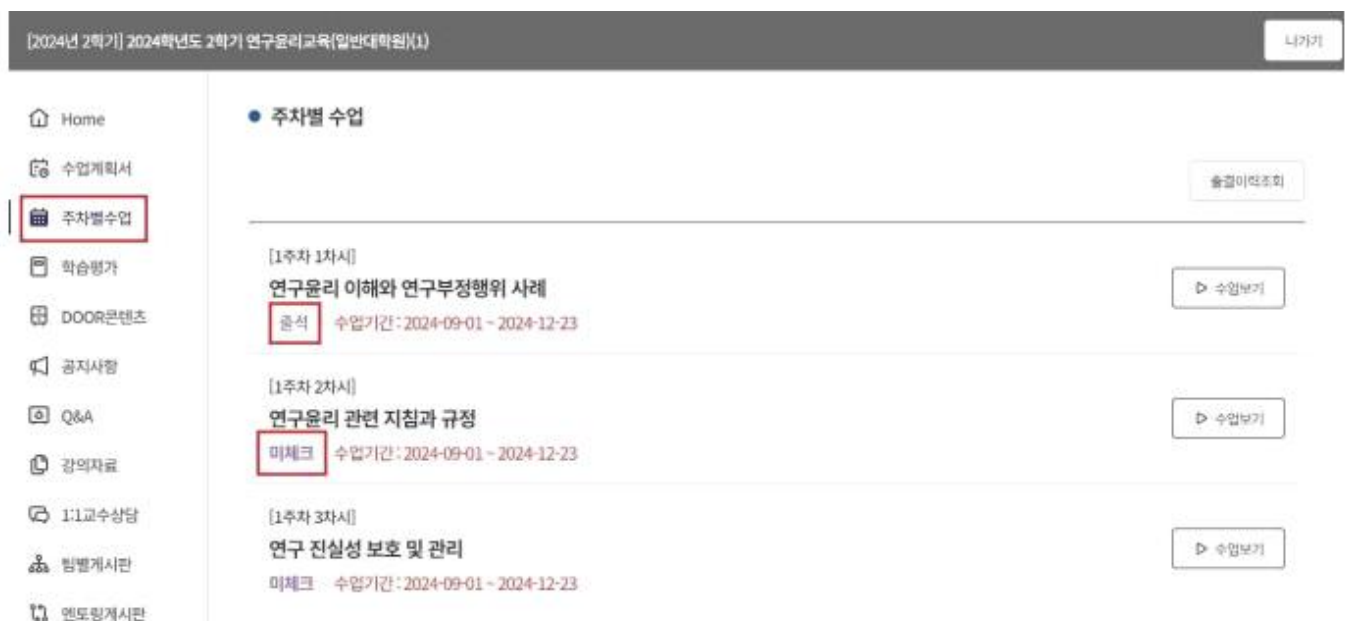 [2024년 2학기] 2024학년도 2학기 연구윤리교육(일반대학원)(1)
나가기
Home
수업계획서
주차별수업
학습평가
DOOR콘텐츠
공지사항
Q&A
강의자료
1:1교수상담
팀별게시판
멘토링게시판
주차별 수업
출결이력조회
[1주차 1차시]
연구윤리 이해와 연구부정행위 사례
출석 수업기간 : 2024-09-01 ~ 2024-12-23
수업보기
[1주차 2차시]
연구윤리 관련 지침과 규정
미체크 수업기간 : 2024-09-01 ~ 2024-12-23
수업보기
[1주차 3차시]
연구 진실성 보호 및 관리
미체크 수업기간 : 2024-09-01 ~ 2024-12-23
수업보기